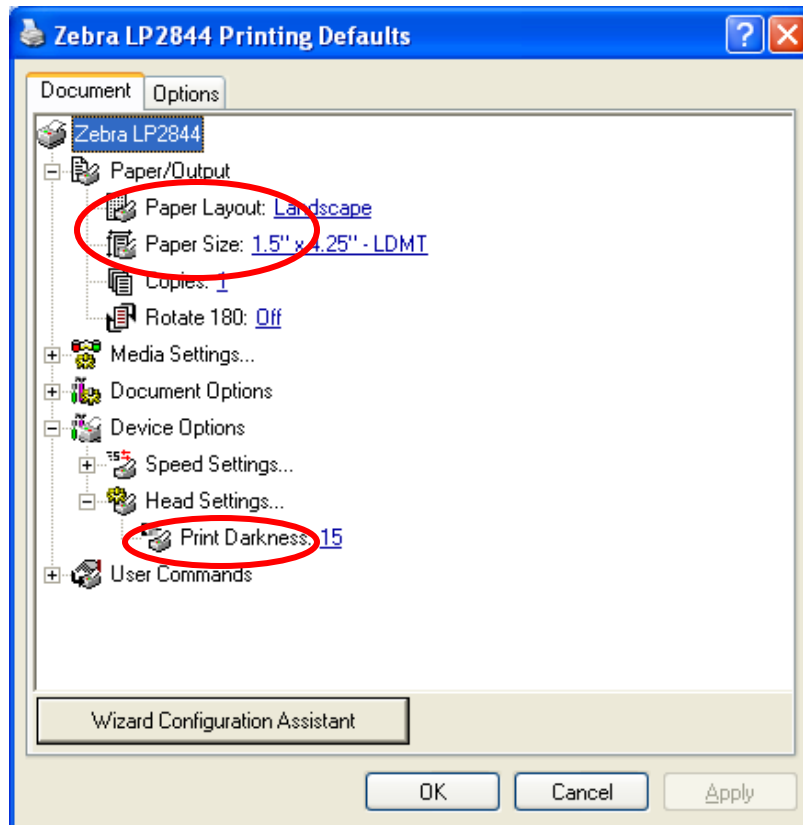 Zebra LP2844 Printing Defaults
Document Options
Zebra LP2844
Paper/Output
Paper Layout: Landscape
Paper Size: 1.5" x 4.25" - LDMT
Copies: 1
Rotate 180: Off
Media Settings...
Document Options
Device Options
Speed Settings...
Head Settings...
Print Darkness: 15
User Commands
Wizard Configuration Assistant
OK Cancel Apply